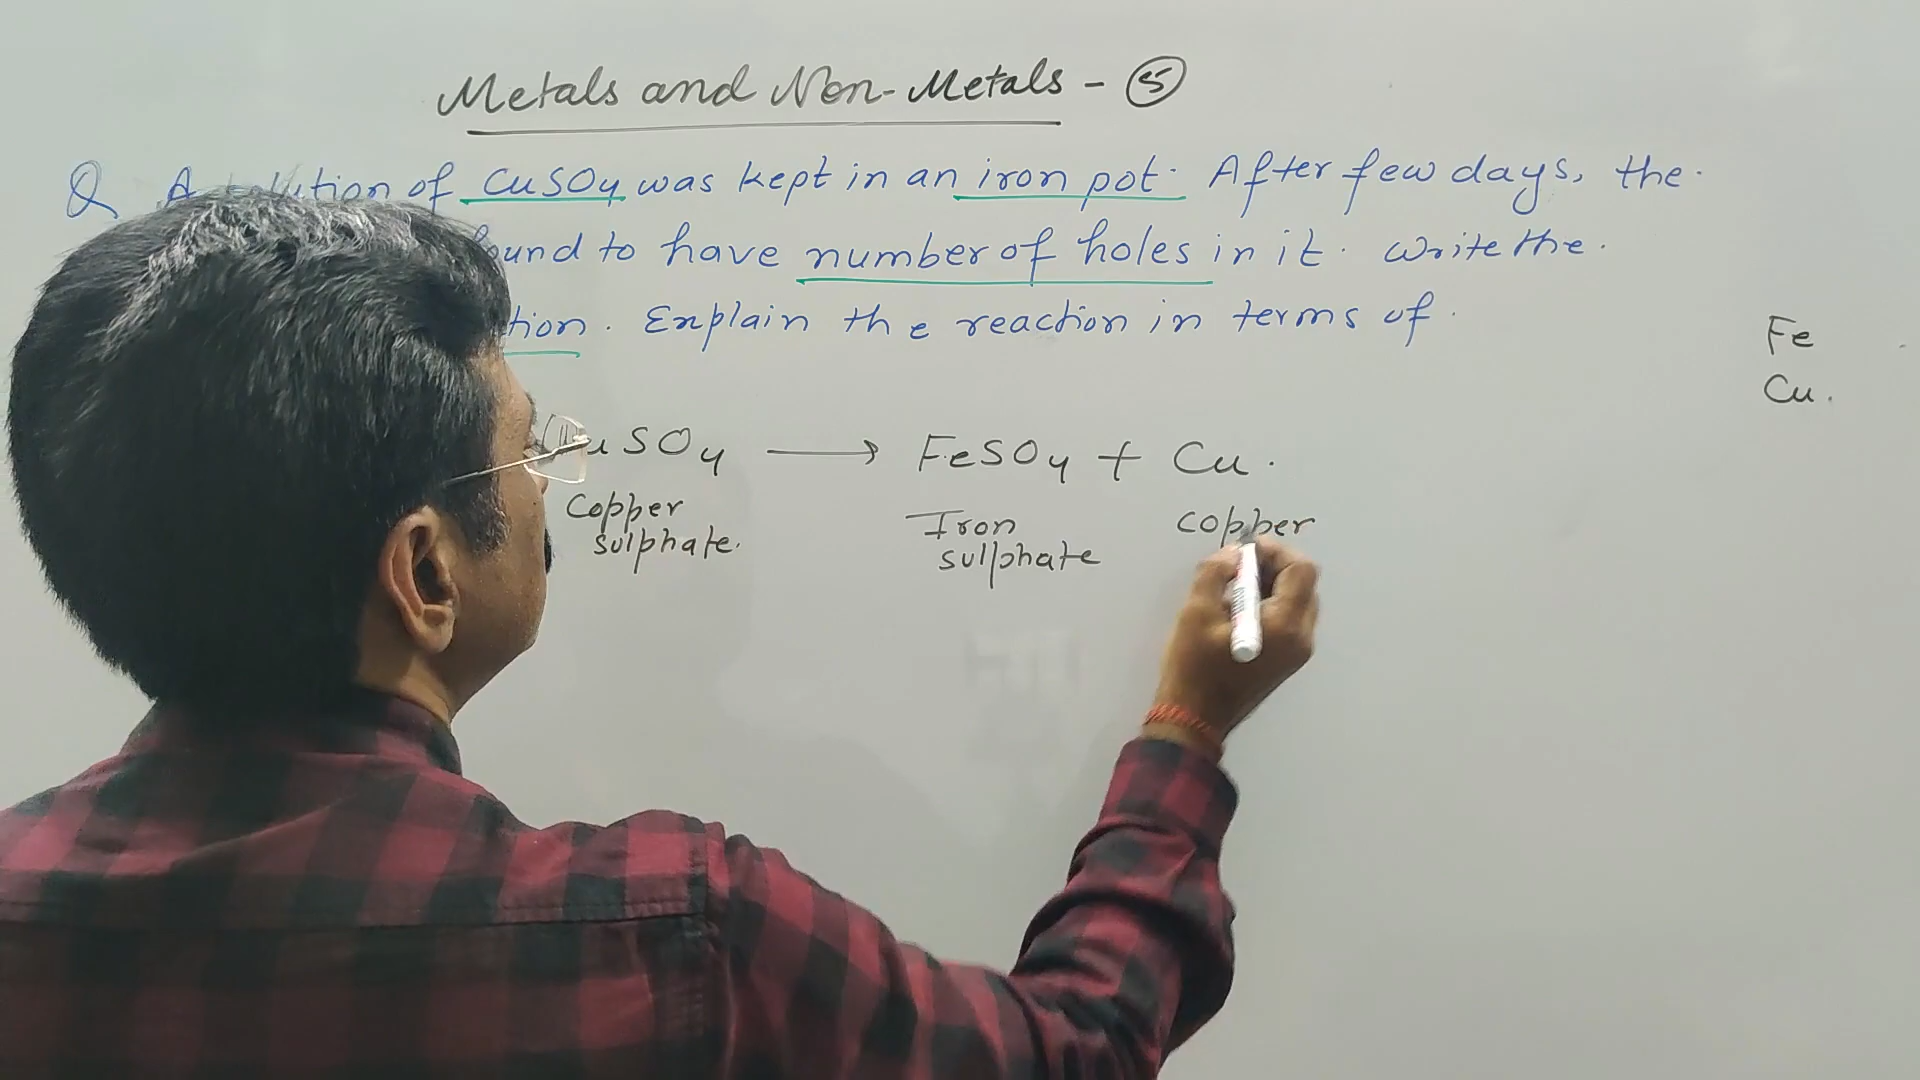 Metals and Non-Metals - 5
Q A solution of CuSO4 was kept in an iron pot. After few days, the
found to have number of holes in it. Write the
tion. Explain the reaction in terms of
Fe
Cu.
CuSO4 → FeSO4 + Cu.
Copper Iron copper
sulphate. sulphate